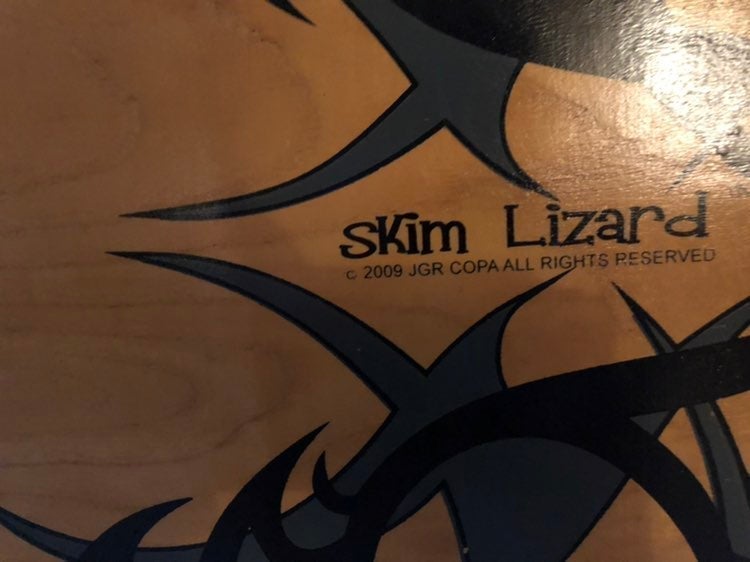 SKim Lizard
c 2009 JGR COPA ALL RIGHTS RESERVED